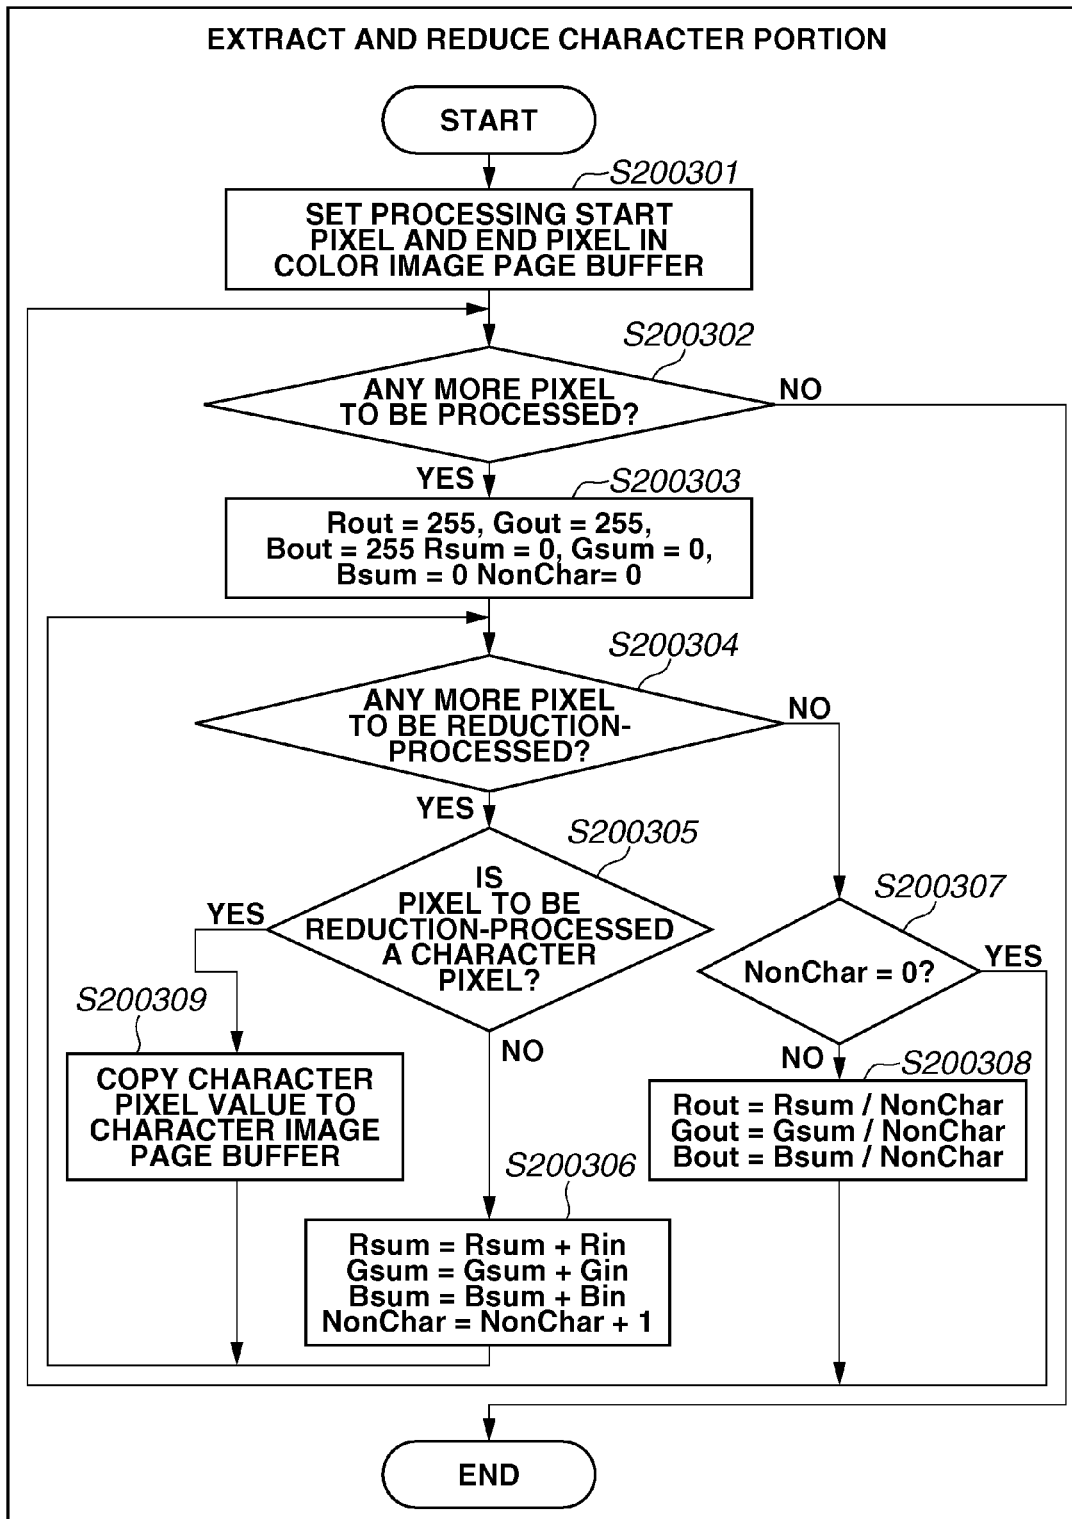 EXTRACT AND REDUCE CHARACTER PORTION
START
S200301
SET PROCESSING START
PIXEL AND END PIXEL IN
COLOR IMAGE PAGE BUFFER
S200302
ANY MORE PIXEL
TO BE PROCESSED?
NO
YES
S200303
Rout = 255, Gout = 255,
Bout = 255 Rsum = 0, Gsum = 0,
Bsum = 0 NonChar= 0
S200304
ANY MORE PIXEL
TO BE REDUCTION-
PROCESSED?
NO
YES
S200305
IS
PIXEL TO BE
REDUCTION-PROCESSED
A CHARACTER
PIXEL?
YES
NO
S200307
NonChar = 0?
YES
NO
S200309
COPY CHARACTER
PIXEL VALUE TO
CHARACTER IMAGE
PAGE BUFFER
S200308
Rout = Rsum / NonChar
Gout = Gsum / NonChar
Bout = Bsum / NonChar
S200306
Rsum = Rsum + Rin
Gsum = Gsum + Gin
Bsum = Bsum + Bin
NonChar = NonChar + 1
END